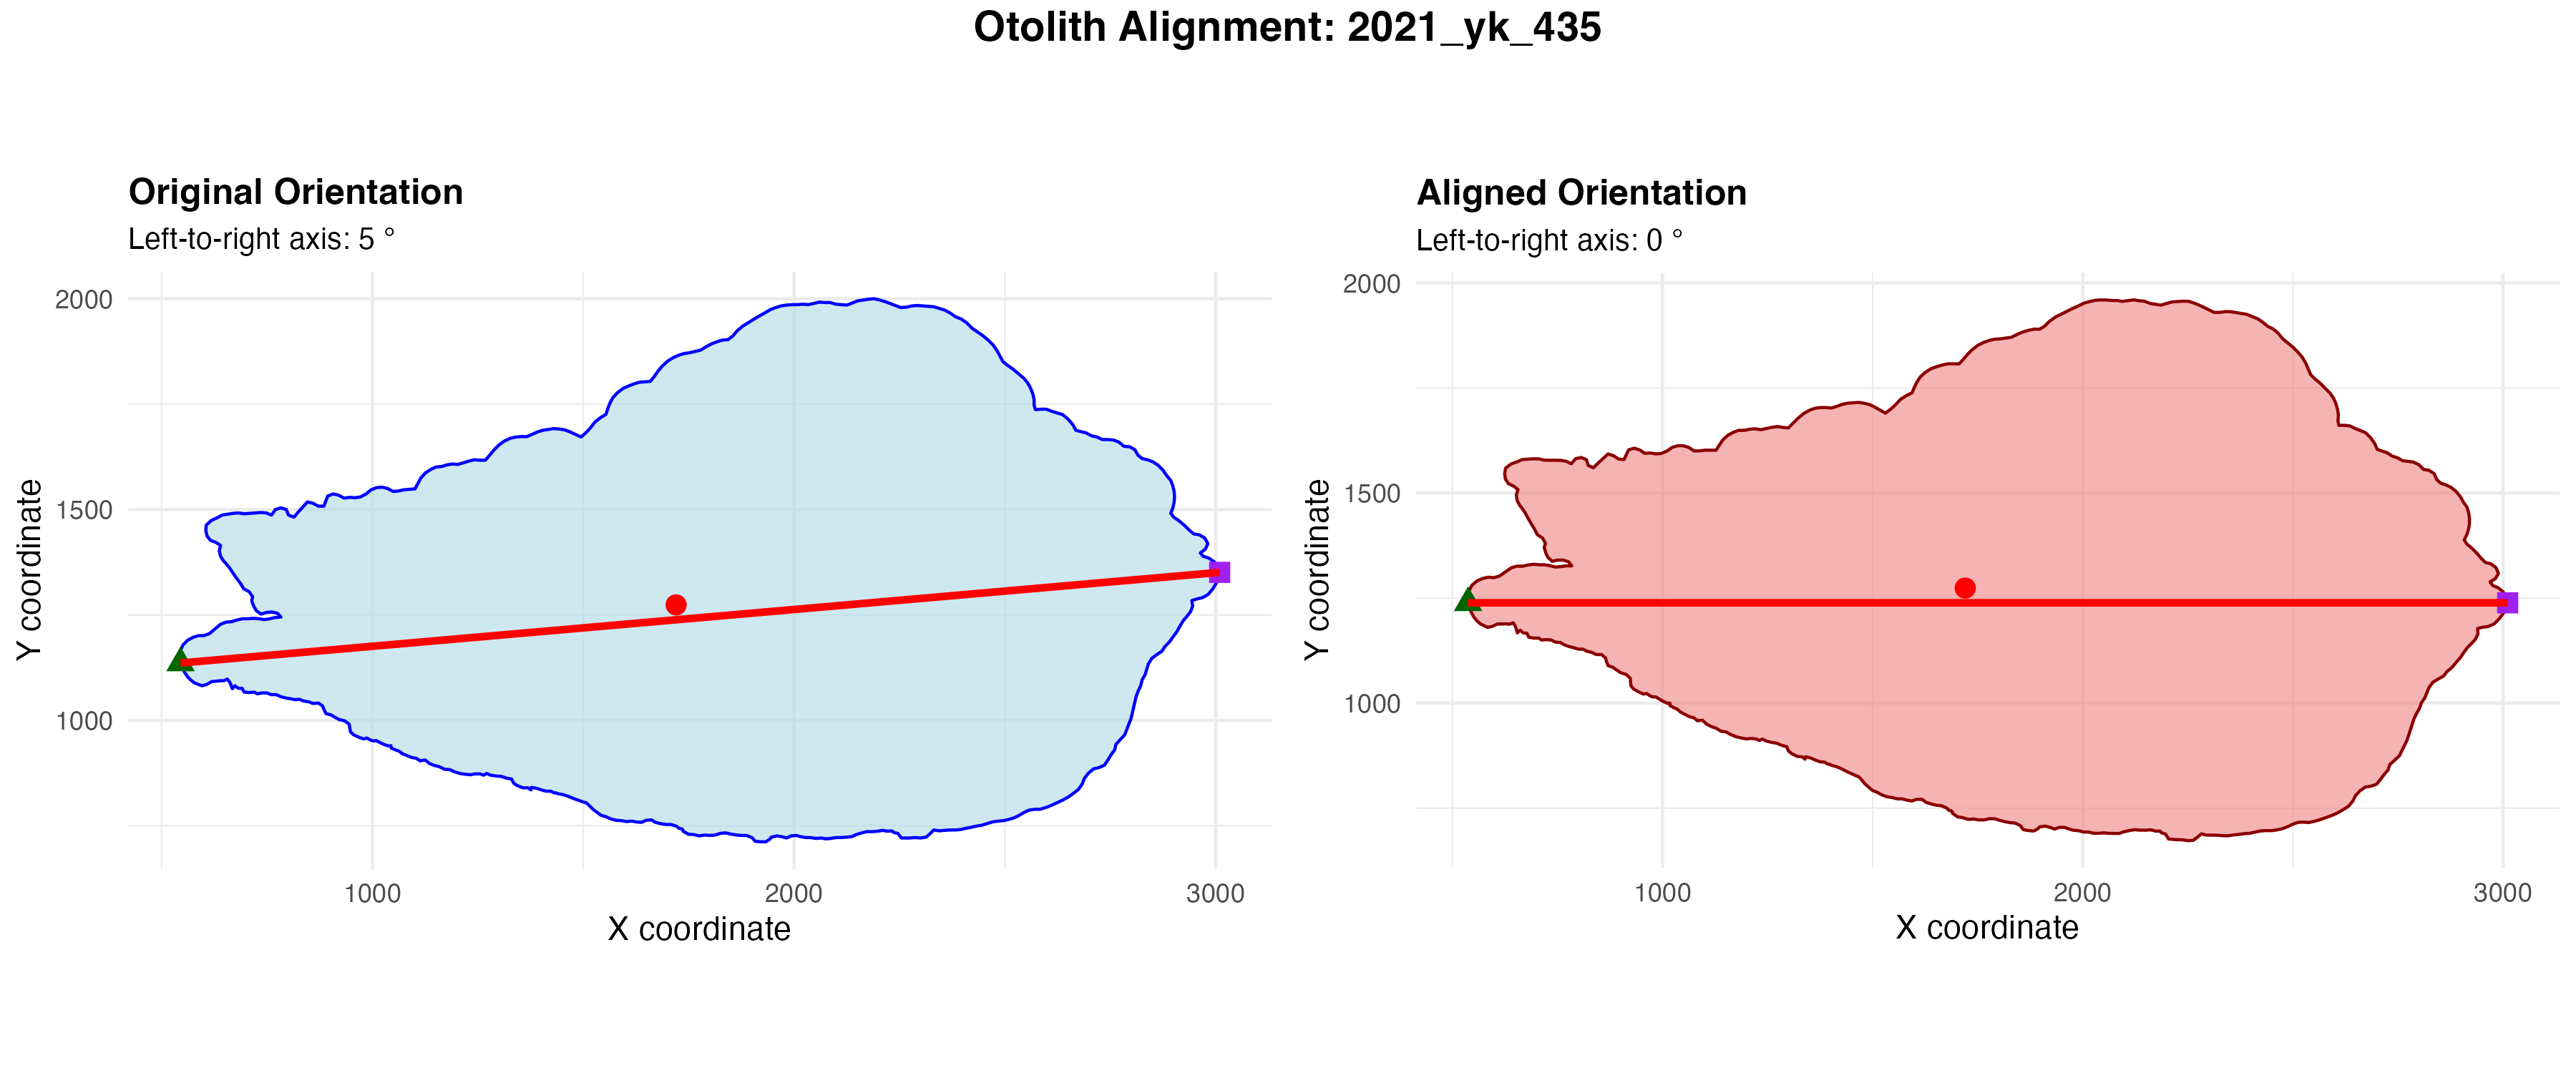 Otolith Alignment: 2021_yk_435
Original Orientation
Left-to-right axis: 5 °
2000
1500
1000
Y coordinate
1000
2000
3000
X coordinate
Aligned Orientation
Left-to-right axis: 0 °
2000
1500
1000
Y coordinate
1000
2000
3000
X coordinate